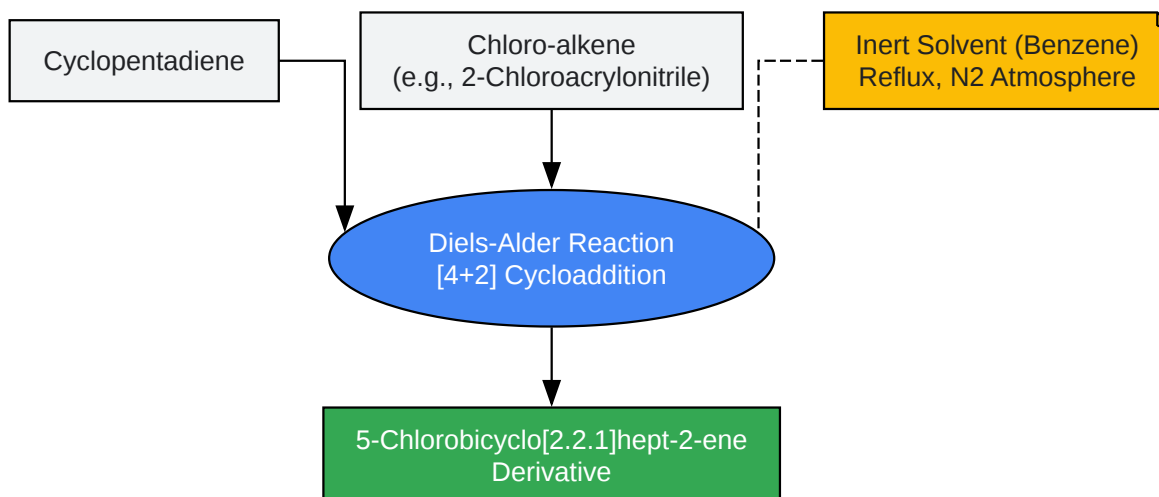 Cyclopentadiene
Chloro-alkene
(e.g., 2-Chloroacrylonitrile)
Inert Solvent (Benzene)
Reflux, N2 Atmosphere
Diels-Alder Reaction
[4+2] Cycloaddition
5-Chlorobicyclo[2.2.1]hept-2-ene
Derivative